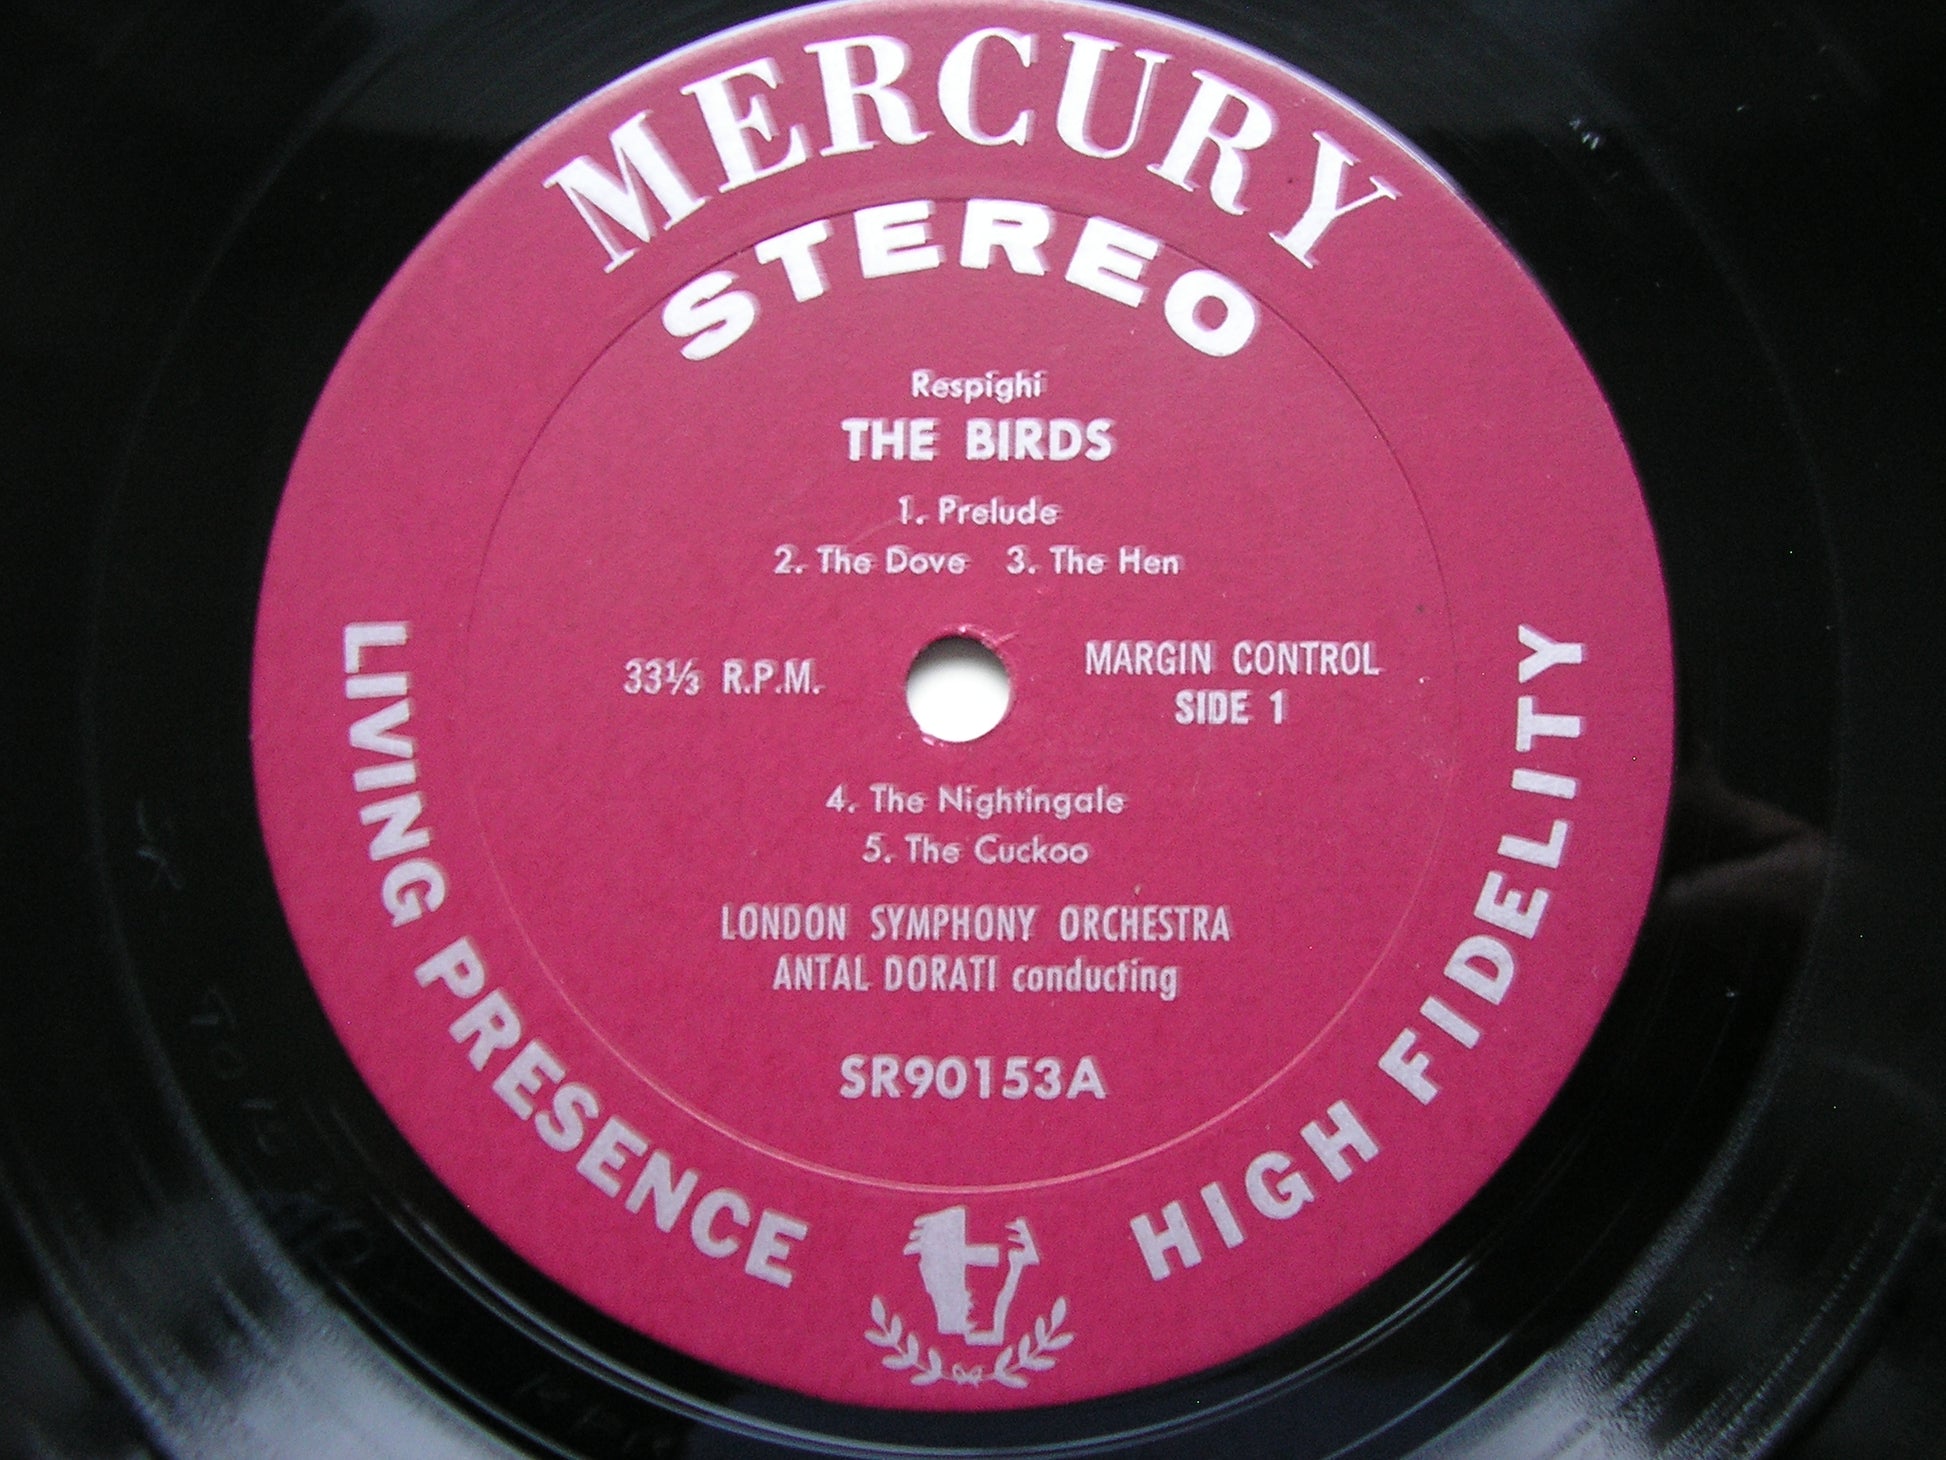 MERCURY
STEREO
Respighi
THE BIRDS
1. Prelude
2. The Dove 3. The Hen
33⅓ R.P.M.
MARGIN CONTROL
SIDE 1
4. The Nightingale
5. The Cuckoo
LONDON SYMPHONY ORCHESTRA
ANTAL DORATI conducting
SR90153A
LIVING PRESENCE
HIGH FIDELITY